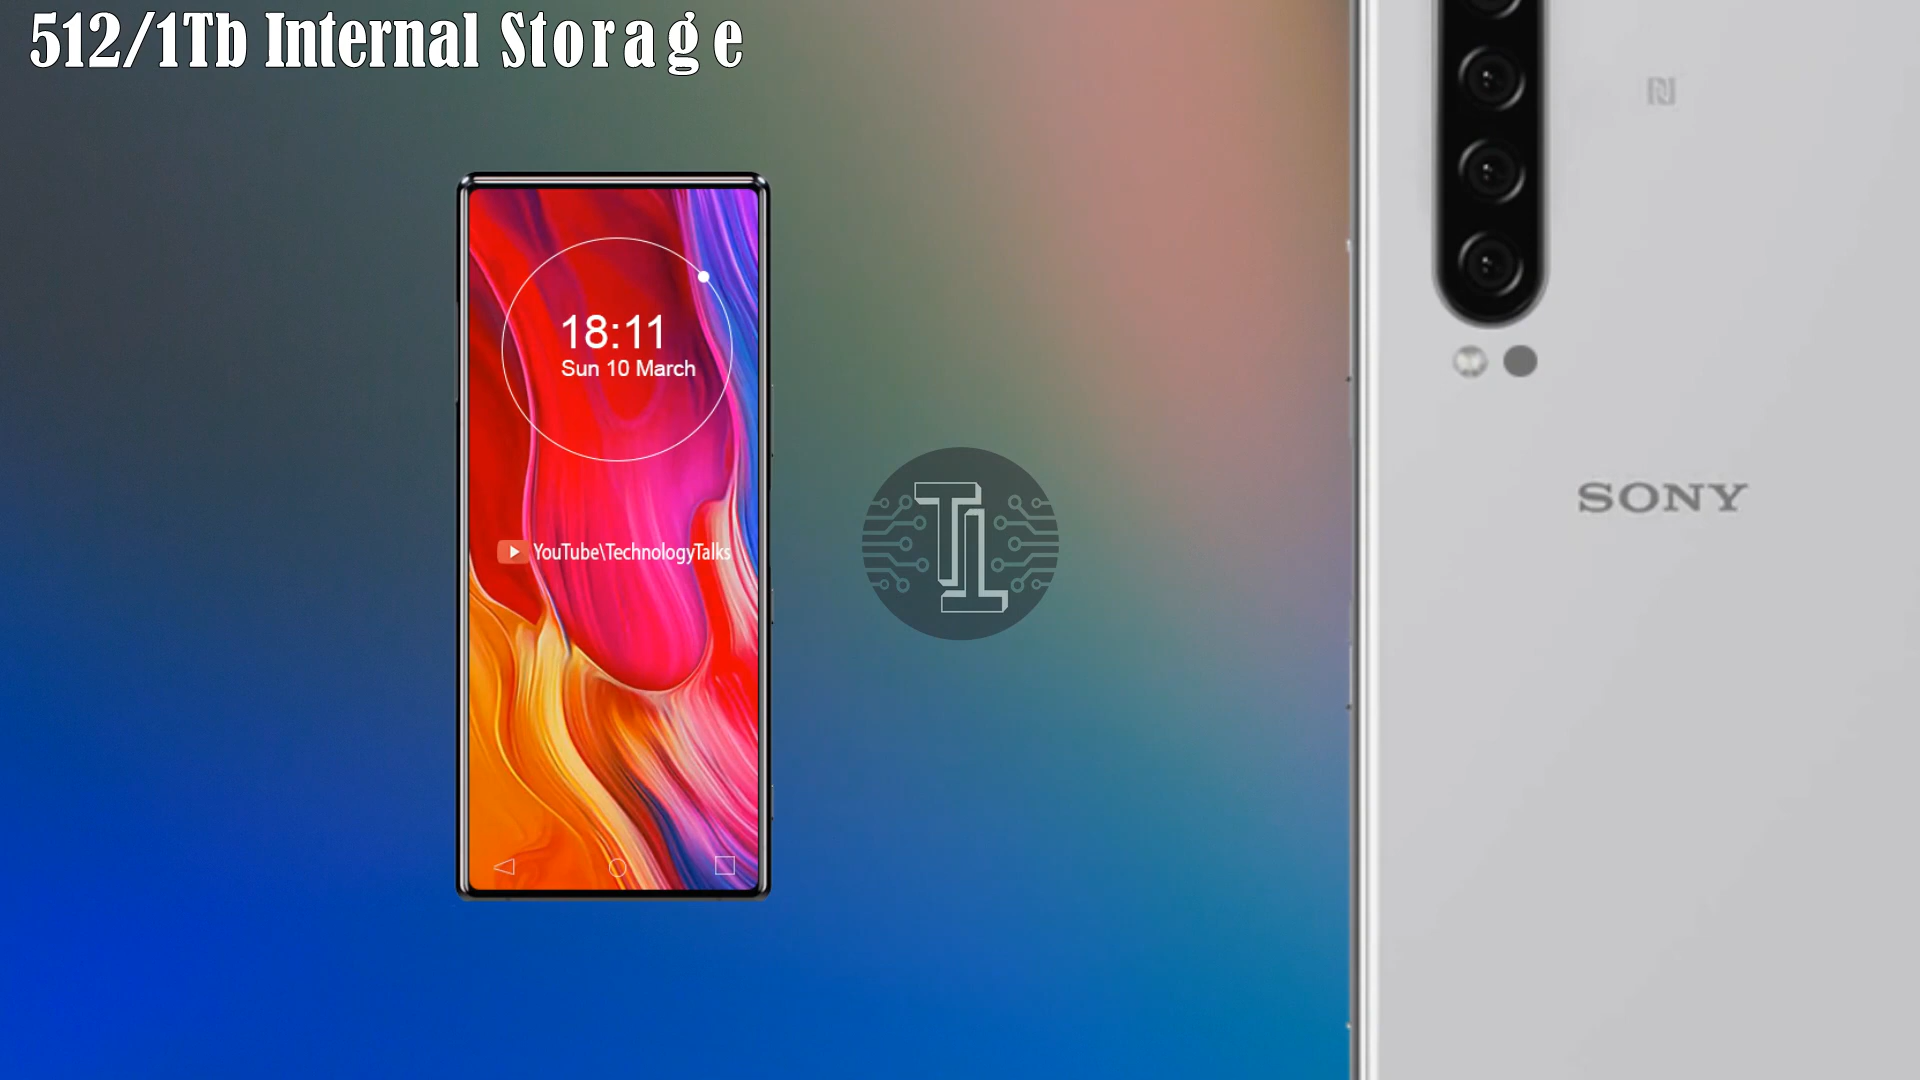 512/1Tb Internal Storage
18:11
Sun 10 March
YouTube\TechnologyTalks
SONY